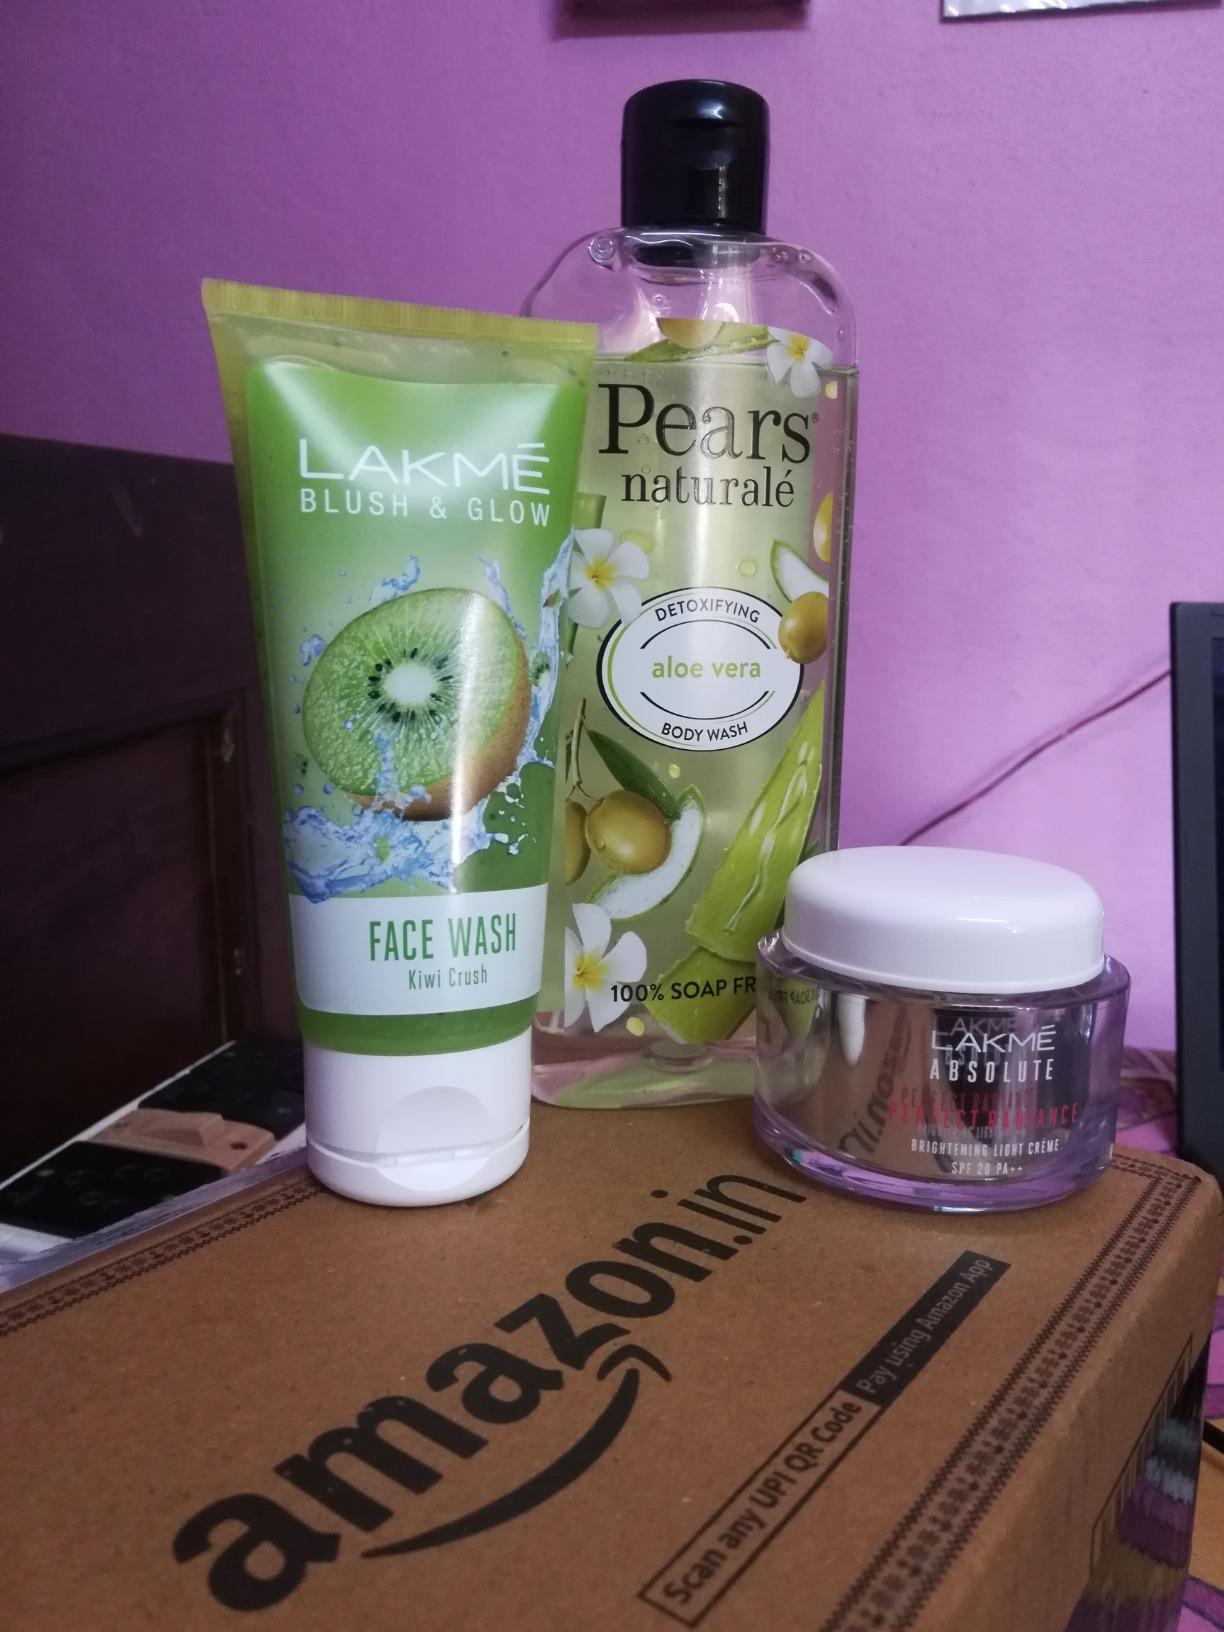 LAKMÉ
BLUSH & GLOW
FACE WASH
Kiwi Crush
Pears®
naturalé
DETOXIFYING
aloe vera
BODY WASH
100% SOAP FR
LAKMÉ
ABSOLUTE
PERFECT RADIANCE
BRIGHTENING LIGHT CRÉME
SPF 20 PA++
amazon.in
Scan any UPI QR Code Pay using Amazon App